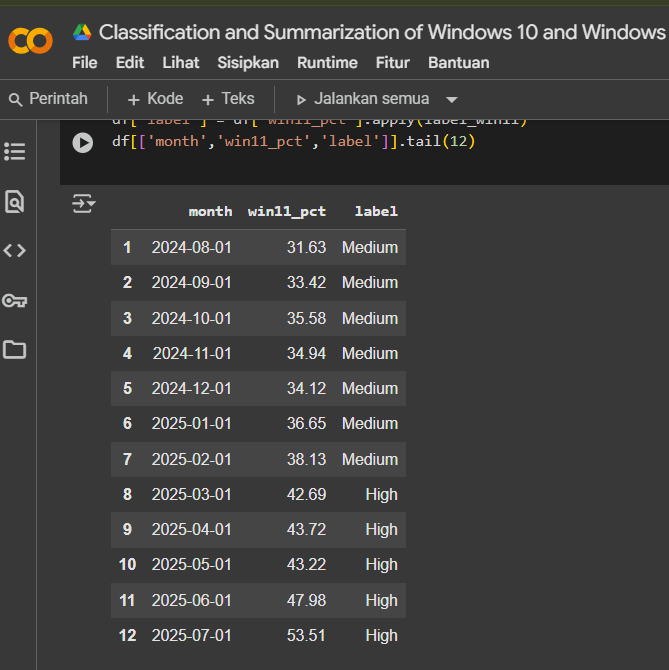 Classification and Summarization of Windows 10 and Windows
File Edit Lihat Sisipkan Runtime Fitur Bantuan
Perintah + Kode + Teks Jalankan semua
df['label'] = df['win11_pct'].apply(label_win11)
df[['month','win11_pct','label']].tail(12)
month win11_pct label
1 2024-08-01 31.63 Medium
2 2024-09-01 33.42 Medium
3 2024-10-01 35.58 Medium
4 2024-11-01 34.94 Medium
5 2024-12-01 34.12 Medium
6 2025-01-01 36.65 Medium
7 2025-02-01 38.13 Medium
8 2025-03-01 42.69 High
9 2025-04-01 43.72 High
10 2025-05-01 43.22 High
11 2025-06-01 47.98 High
12 2025-07-01 53.51 High